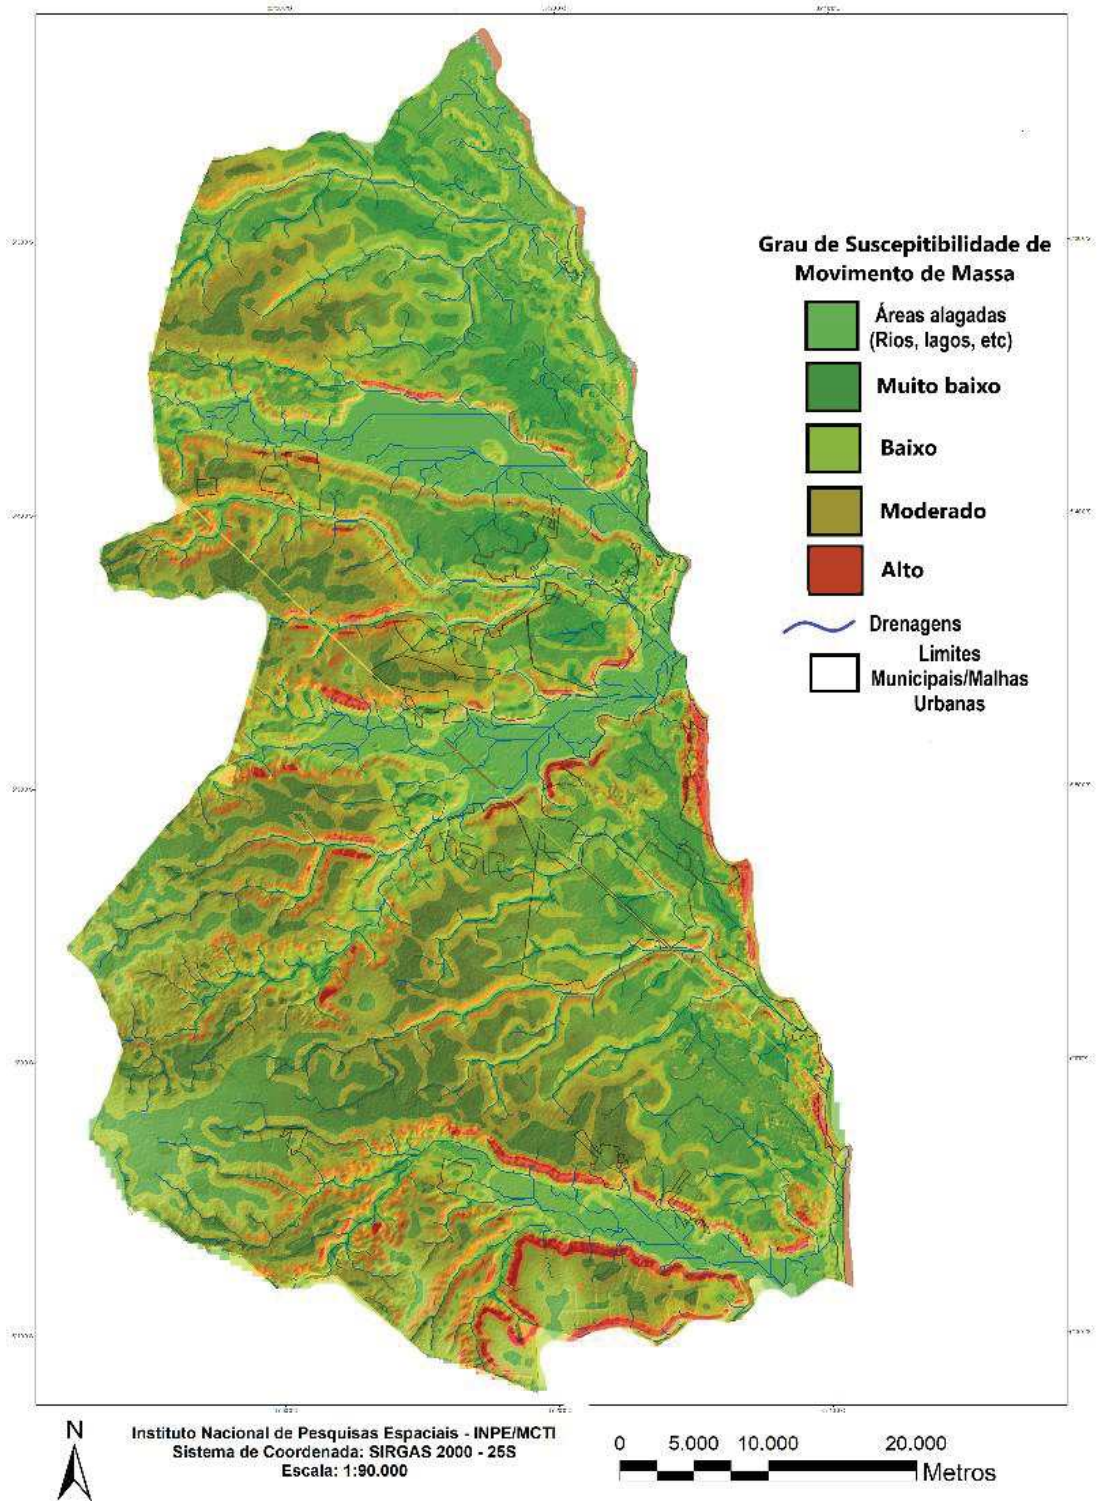 Grau de Suscepitibilidade de
Movimento de Massa
Áreas alagadas
(Rios, lagos, etc)
Muito baixo
Baixo
Moderado
Alto
Drenagens
Limites
Municipais/Malhas
Urbanas
N
Instituto Nacional de Pesquisas Espaciais - INPE/MCTI
Sistema de Coordenada: SIRGAS 2000 - 25S
Escala: 1:90.000
0 5.000 10.000 20.000
Metros